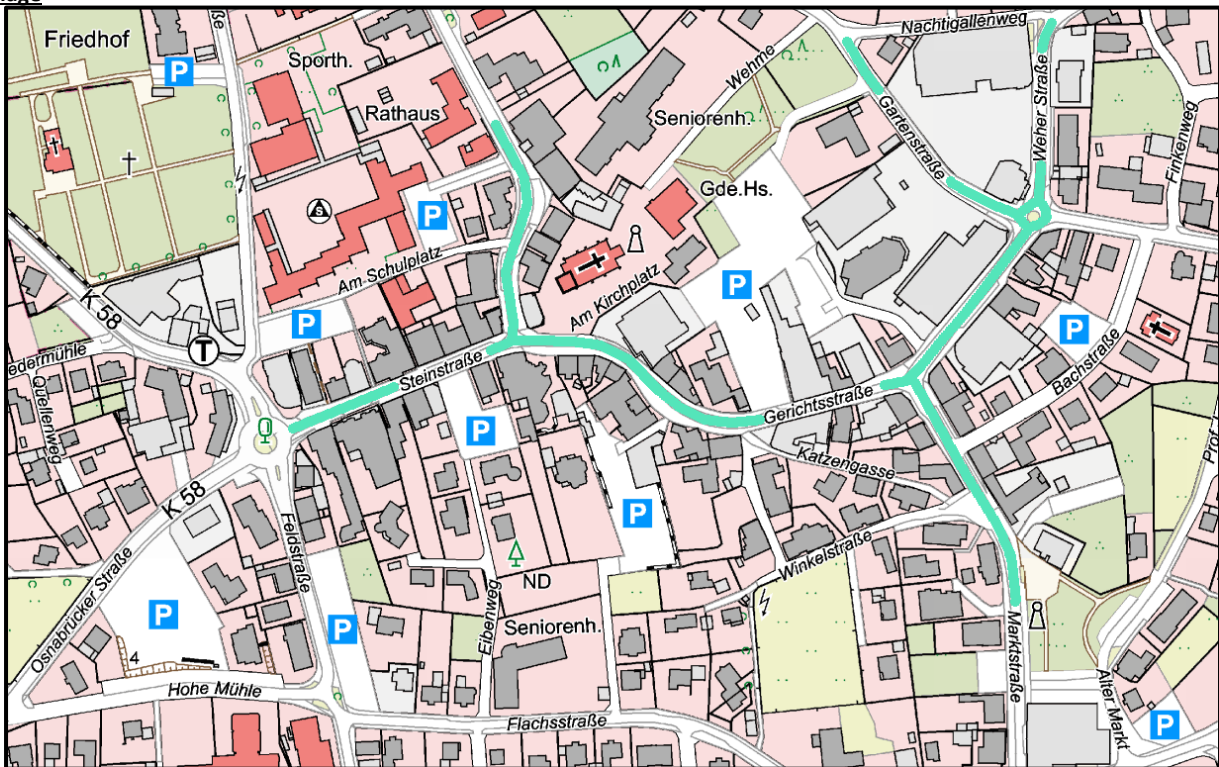 Friedhof
P
Sporth.
Rathaus
Wehme
Nachtigallenweg
Seniorenh.
Gartenstraße
Weher Straße
Finkenweg
Gde.Hs.
S
P
Am Schulplatz
Am Kirchplatz
P
P
P
K 58
T
Quellenweg
Steinstraße
Gerichtsstraße
Bachstraße
P
Katzengasse
K 58
Osnabrücker Straße
Feldstraße
P
Winkelstraße
ND
P
P
Eibenweg
Seniorenh.
Marktstraße
4
Hohe Mühle
Flachsstraße
Alter Markt
P